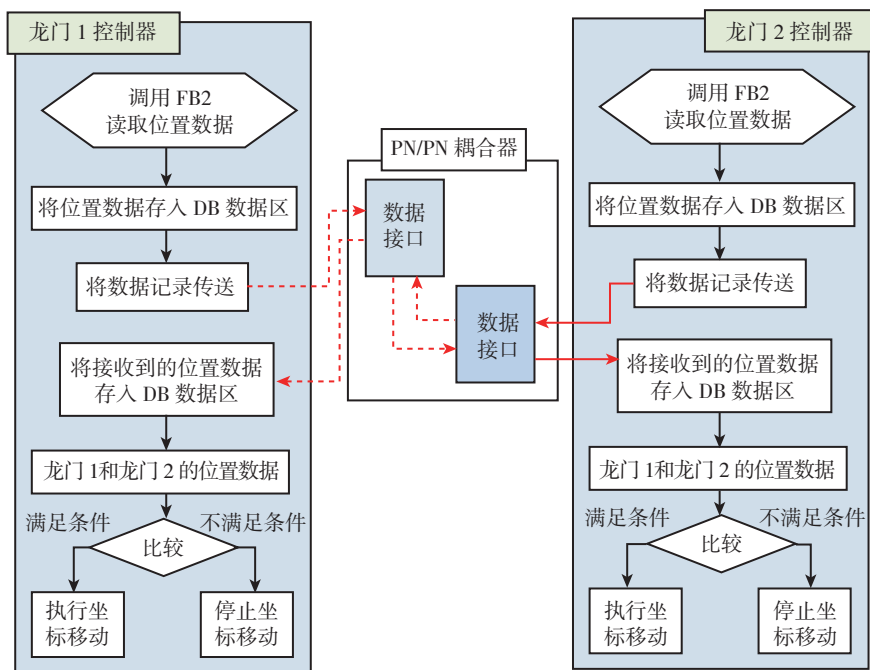 龙门 1 控制器
调用 FB2
读取位置数据
将位置数据存入 DB 数据区
将数据记录传送
将接收到的位置数据
存入 DB 数据区
龙门 1和龙门 2 的位置数据
满足条件
不满足条件
比较
执行坐
标移动
停止坐
标移动
PN/PN 耦合器
数据
接口
数据
接口
龙门 2 控制器
调用 FB2
读取位置数据
将位置数据存入 DB 数据区
将数据记录传送
将接收到的位置数据
存入 DB 数据区
龙门 1和龙门 2 的位置数据
满足条件
不满足条件
比较
执行坐
标移动
停止坐
标移动